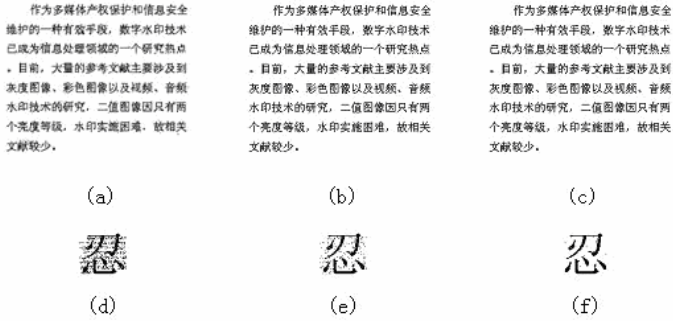 作为多媒体产权保护和信息安全
维护的一种有效手段，数字水印技术
已成为信息处理领域的一个研究热点
。目前，大量的参考文献主要涉及到
灰度图像、彩色图像以及视频、音频
水印技术的研究，二值图像因只有两
个亮度等级，水印实施困难，故相关
文献较少。
(a)
作为多媒体产权保护和信息安全
维护的一种有效手段，数字水印技术
已成为信息处理领域的一个研究热点
。目前，大量的参考文献主要涉及到
灰度图像、彩色图像以及视频、音频
水印技术的研究，二值图像因只有两
个亮度等级，水印实施困难，故相关
文献较少。
(b)
作为多媒体产权保护和信息安全
维护的一种有效手段，数字水印技术
已成为信息处理领域的一个研究热点
。目前，大量的参考文献主要涉及到
灰度图像、彩色图像以及视频、音频
水印技术的研究，二值图像因只有两
个亮度等级，水印实施困难，故相关
文献较少。
(c)
忍
(d)
忍
(e)
忍
(f)